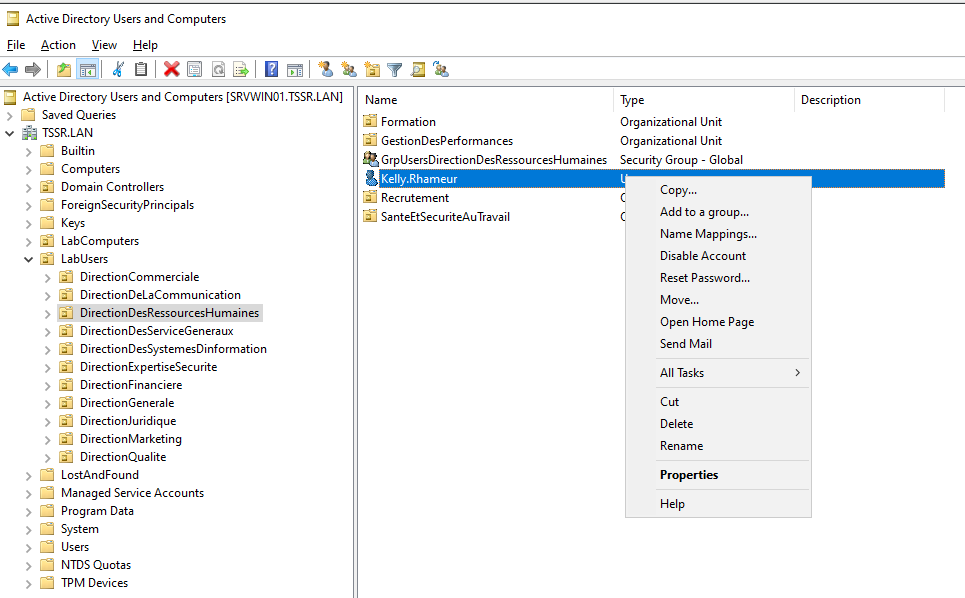 Active Directory Users and Computers
File Action View Help
Active Directory Users and Computers [SRVWIN01.TSSR.LAN]
Saved Queries
TSSR.LAN
Builtin
Computers
Domain Controllers
ForeignSecurityPrincipals
Keys
LabComputers
LabUsers
DirectionCommerciale
DirectionDeLaCommunication
DirectionDesRessourcesHumaines
DirectionDesServiceGeneraux
DirectionDesSystemesDinformation
DirectionExpertiseSecurite
DirectionFinanciere
DirectionGenerale
DirectionJuridique
DirectionMarketing
DirectionQualite
LostAndFound
Managed Service Accounts
Program Data
System
Users
NTDS Quotas
TPM Devices
Name Type Description
Formation Organizational Unit
GestionDesPerformances Organizational Unit
GrpUsersDirectionDesRessourcesHumaines Security Group - Global
Kelly.Rhameur
Recrutement
SanteEtSecuriteAuTravail
Copy...
Add to a group...
Name Mappings...
Disable Account
Reset Password...
Move...
Open Home Page
Send Mail
All Tasks
Cut
Delete
Rename
Properties
Help